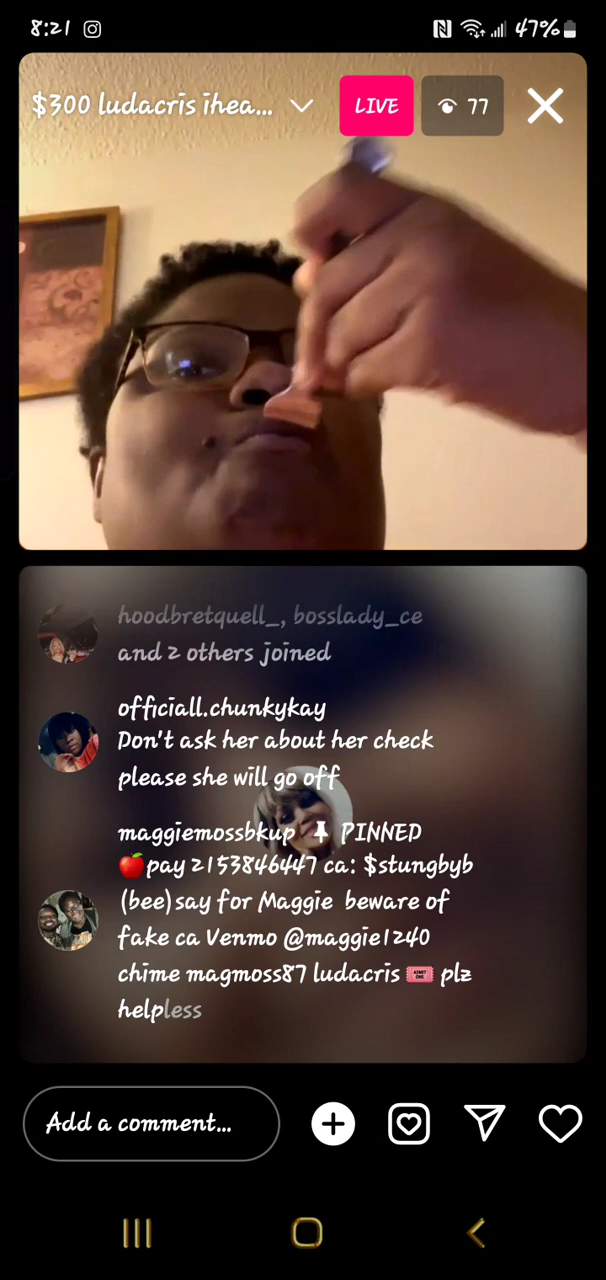 8:21 47%
$300 ludacris ihea... LIVE 77
hoodbretquell_, bosslady_ce
and 2 others joined
officiall.chunkykay
Don't ask her about her check
please she will go off
maggiemossbkup PINNED
🍎pay 2153846447 ca: $stungbyb
(bee)say for Maggie beware of
fake ca Venmo @maggie1240
chime magmoss87 ludacris 🎟️ plz
helpless
Add a comment...